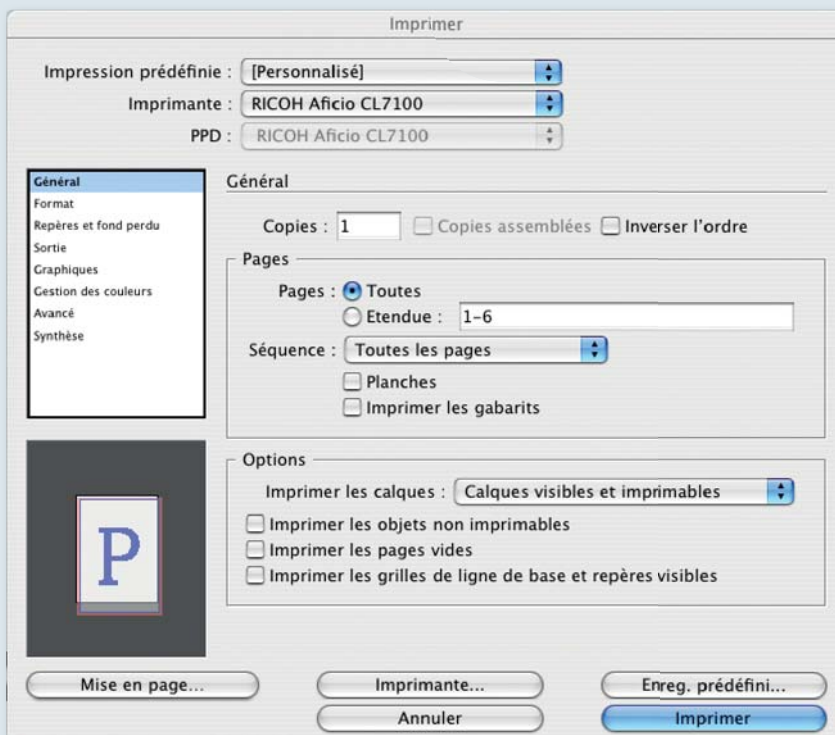 Imprimer
Impression prédéfinie : [Personnalisé]
Imprimante : RICOH Aficio CL7100
PPD : RICOH Aficio CL7100
Général
Format
Repères et fond perdu
Sortie
Graphiques
Gestion des couleurs
Avancé
Synthèse
Général
Copies : 1 Copies assemblées Inverser l'ordre
Pages
Pages : Toutes
Etendue : 1-6
Séquence : Toutes les pages
Planches
Imprimer les gabarits
Options
Imprimer les calques : Calques visibles et imprimables
Imprimer les objets non imprimables
Imprimer les pages vides
Imprimer les grilles de ligne de base et repères visibles
P
Mise en page... Imprimante... Enreg. prédéfini...
Annuler Imprimer